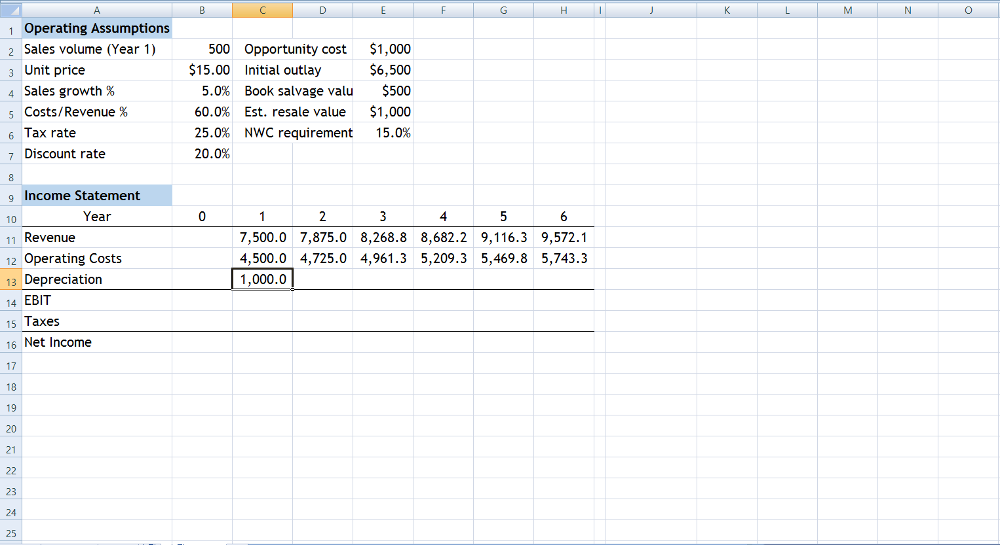 A B C D E F G H I J K L M N O
1 Operating Assumptions
2 Sales volume (Year 1) 500 Opportunity cost $1,000
3 Unit price $15.00 Initial outlay $6,500
4 Sales growth % 5.0% Book salvage valu $500
5 Costs/Revenue % 60.0% Est. resale value $1,000
6 Tax rate 25.0% NWC requirement 15.0%
7 Discount rate 20.0%
8
9 Income Statement
10 Year 0 1 2 3 4 5 6
11 Revenue 7,500.0 7,875.0 8,268.8 8,682.2 9,116.3 9,572.1
12 Operating Costs 4,500.0 4,725.0 4,961.3 5,209.3 5,469.8 5,743.3
13 Depreciation 1,000.0
14 EBIT
15 Taxes
16 Net Income
17
18
19
20
21
22
23
24
25